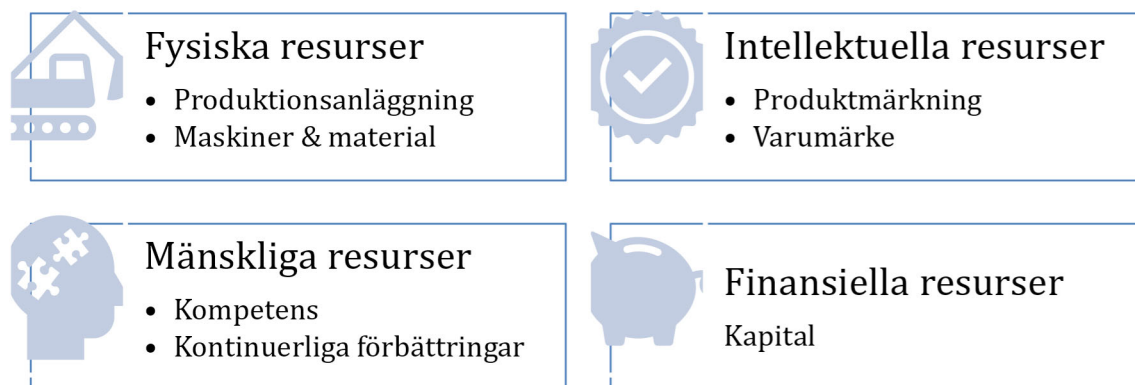 Fysiska resurser
• Produktionsanläggning
• Maskiner & material
Intellektuella resurser
• Produktmärkning
• Varumärke
Mänskliga resurser
• Kompetens
• Kontinuerliga förbättringar
Finansiella resurser
Kapital